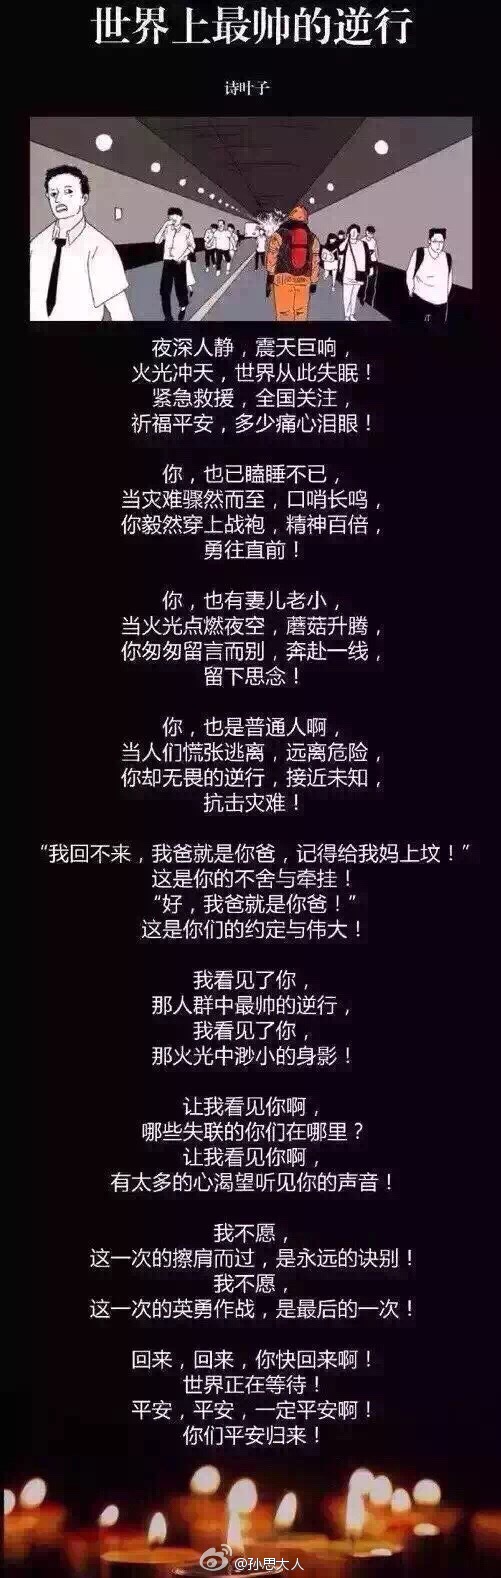 世界上最帅的逆行
诗叶子
夜深人静，震天巨响，
火光冲天，世界从此失眠！
紧急救援，全国关注，
祈福平安，多少痛心泪眼！
你，也已瞌睡不已，
当灾难骤然而至，口哨长鸣，
你毅然穿上战袍，精神百倍，
勇往直前！
你，也有妻儿老小，
当火光点燃夜空，蘑菇升腾，
你匆匆留言而别，奔赴一线，
留下思念！
你，也是普通人啊，
当人们慌张逃离，远离危险，
你却无畏的逆行，接近未知，
抗击灾难！
“我回不来，我爸就是你爸，记得给我妈上坟！”
这是你的不舍与牵挂！
“好，我爸就是你爸！”
这是你们的约定与伟大！
我看见了你，
那人群中最帅的逆行，
我看见了你，
那火光中渺小的身影！
让我看见你啊，
哪些失联的你们在哪里？
让我看见你啊，
有太多的心渴望听见你的声音！
我不愿，
这一次的擦肩而过，是永远的诀别！
我不愿，
这一次的英勇作战，是最后的一次！
回来，回来，你快回来啊！
世界正在等待！
平安，平安，一定平安啊！
你们平安归来！
@孙思大人